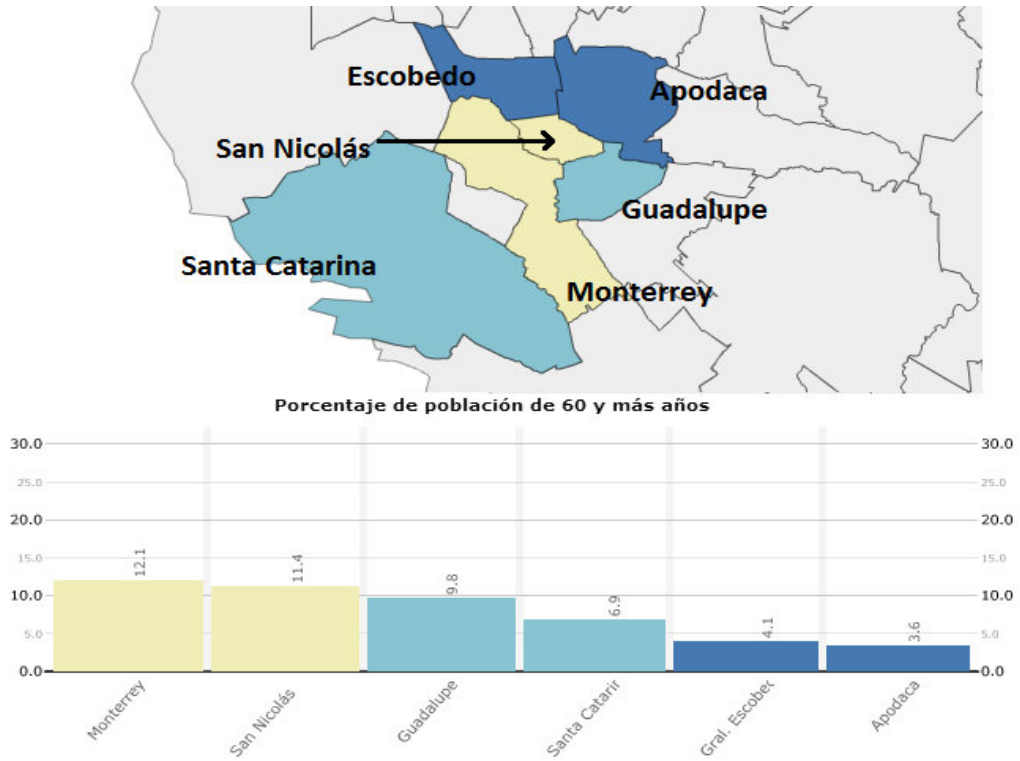 Escobedo
Apodaca
San Nicolás
Guadalupe
Santa Catarina
Monterrey
Porcentaje de población de 60 y más años
30.0 30.0
25.0 25.0
20.0 20.0
15.0 15.0
10.0 10.0
5.0 5.0
0.0 0.0
12.1
11.4
9.8
6.9
4.1
3.6
Monterrey
San Nicolás
Guadalupe
Santa Catarir
Gral. Escobec
Apodaca